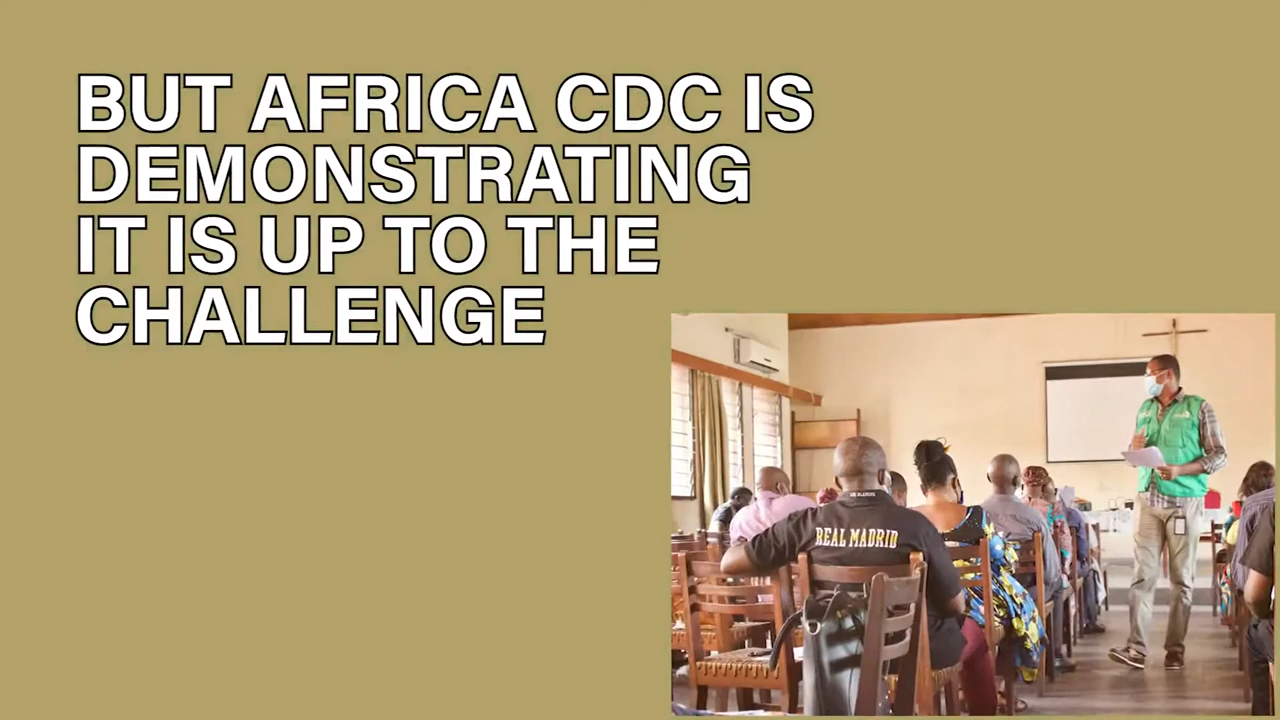 BUT AFRICA CDC IS
DEMONSTRATING
IT IS UP TO THE
CHALLENGE
REAL MADRID